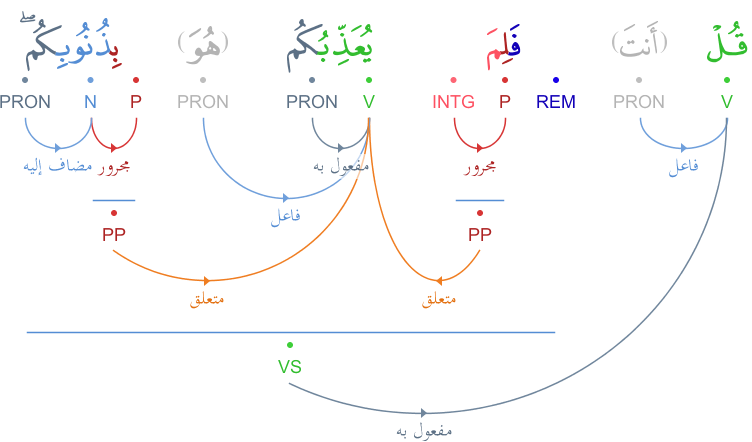 قُلْ (أَنتَ) فَلِمَ يُعَذِّبُكُم (هُوَ) بِذُنُوبِكُم ۖ
PRON N P PRON PRON V INTG P REM PRON V
مضاف إليه مجرور مفعول به مجرور فاعل
فاعل
PP PP
متعلق متعلق
VS
مفعول به